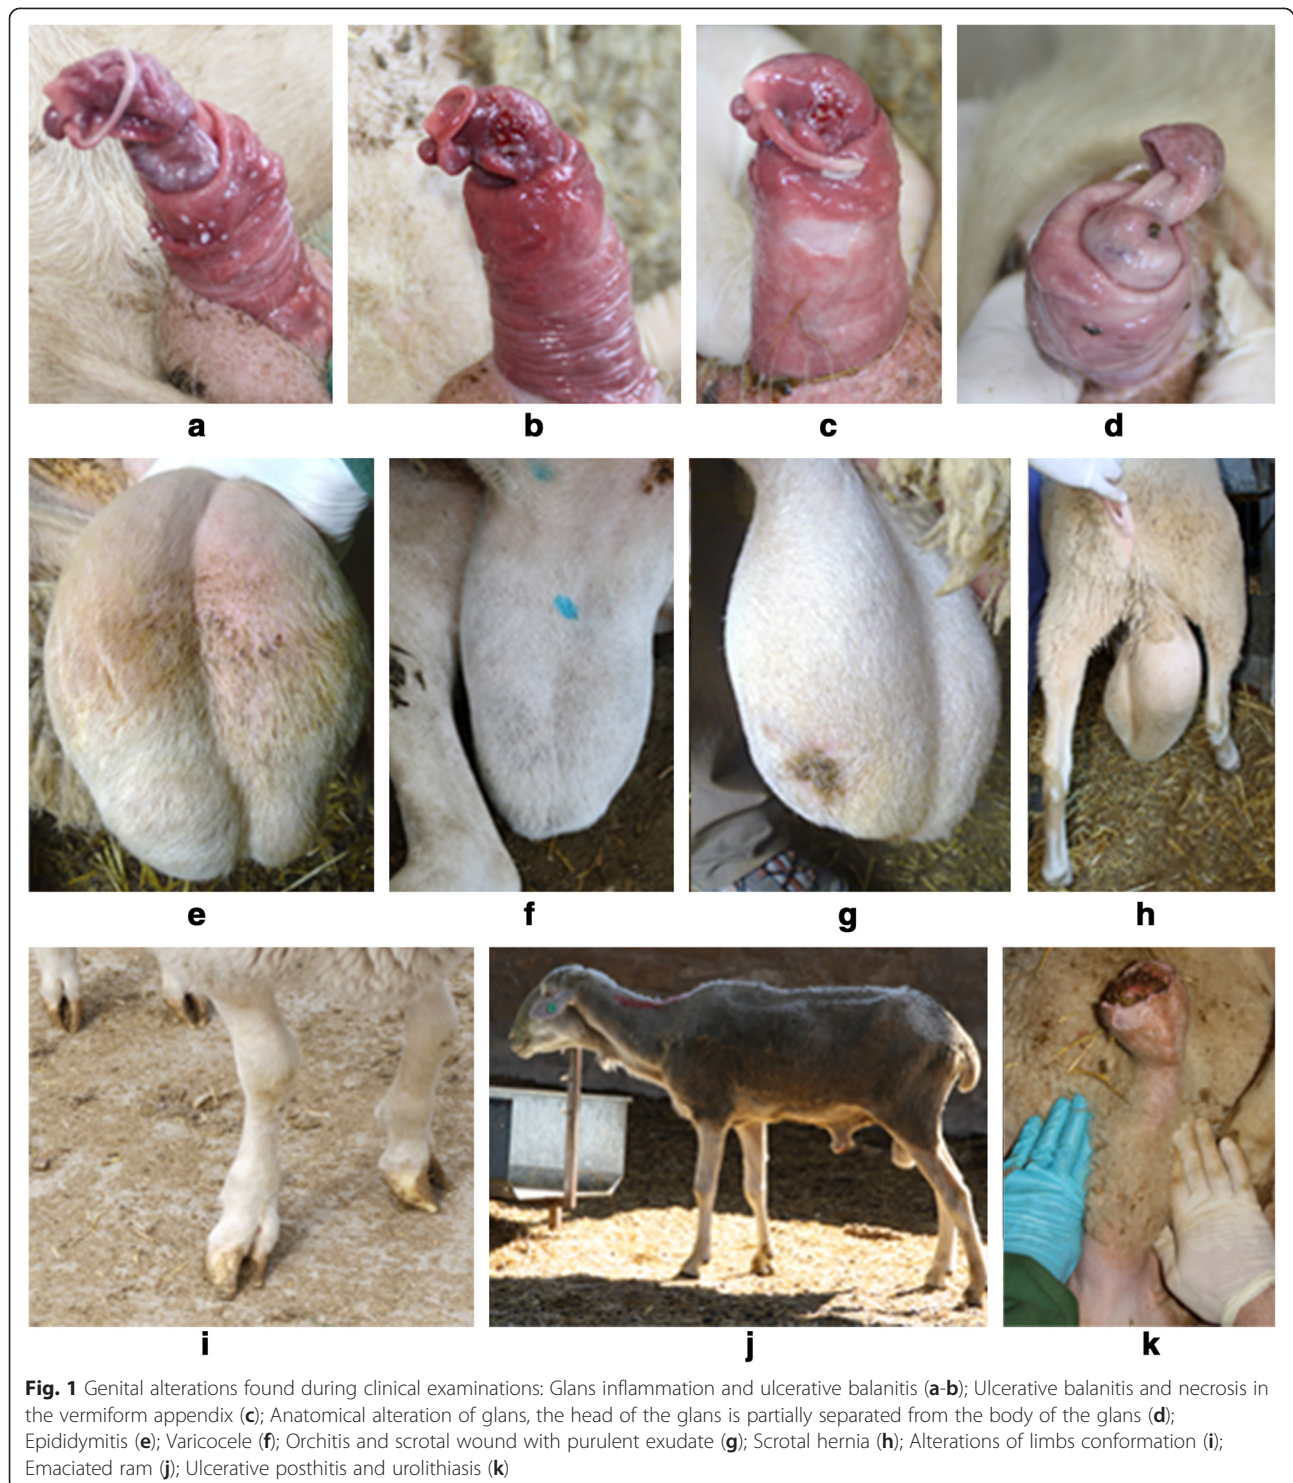 a
b
c
d
e
f
g
h
i
j
k
Fig. 1 Genital alterations found during clinical examinations: Glans inflammation and ulcerative balanitis (a-b); Ulcerative balanitis and necrosis in
the vermiform appendix (c); Anatomical alteration of glans, the head of the glans is partially separated from the body of the glans (d);
Epididymitis (e); Varicocele (f); Orchitis and scrotal wound with purulent exudate (g); Scrotal hernia (h); Alterations of limbs conformation (i);
Emaciated ram (j); Ulcerative posthitis and urolithiasis (k)